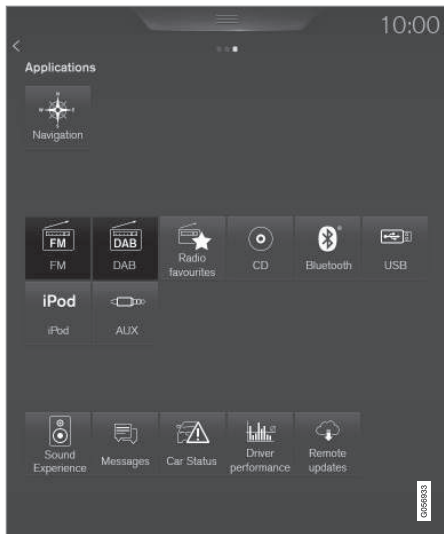 10:00
Applications
N
W E
S
Navigation
FM
DAB
FM
DAB
Radio
favourites
CD
Bluetooth
USB
iPod
iPod
AUX
Sound
Experience
Messages
Car Status
Driver
performance
Remote
updates
G056933